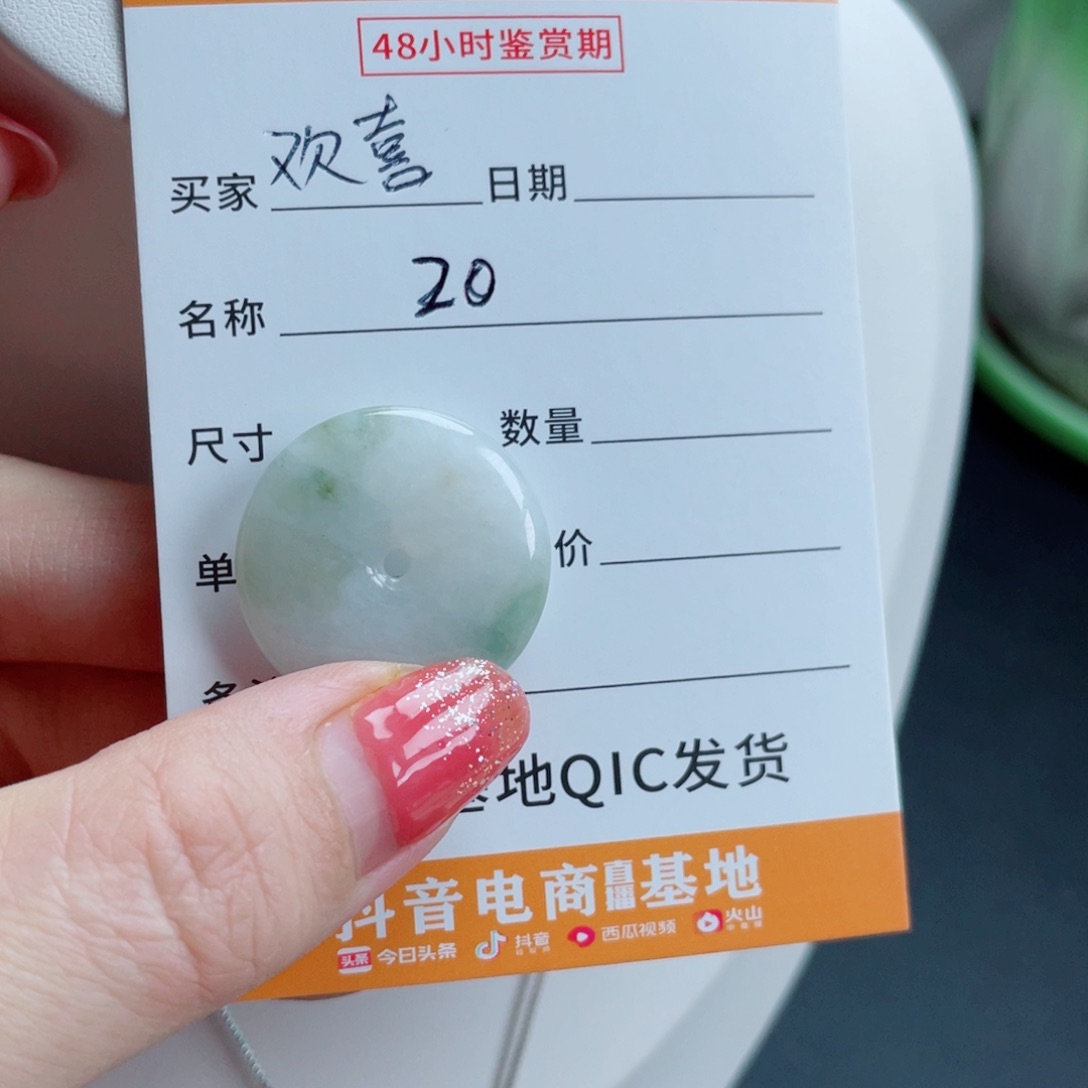 48小时鉴赏期
买家 欢喜 日期
名称 20
尺寸 数量
单 价
地QIC发货
抖音电商直播基地
头条 今日头条 抖音 西瓜视频 火山